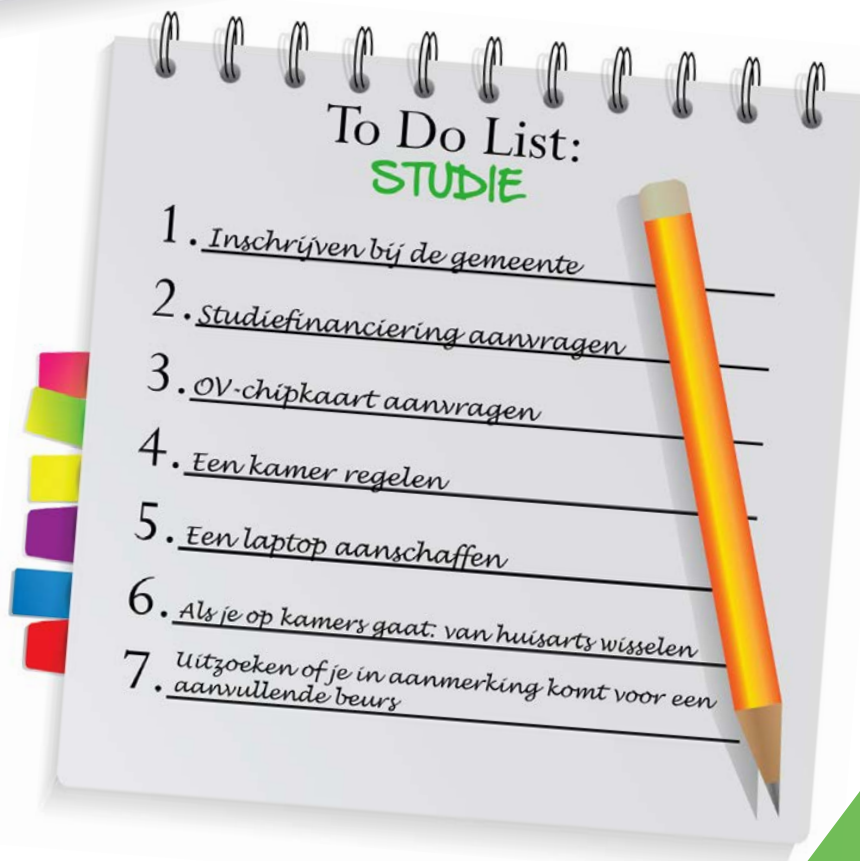 To Do List:
STUDIE
1. Inschrijven bij de gemeente
2. Studiefinanciering aanvragen
3. OV-chipkaart aanvragen
4. Een kamer regelen
5. Een laptop aanschaffen
6. Als je op kamers gaat: van huisarts wisselen
7. Uitzoeken of je in aanmerking komt voor een
aanvullende beurs